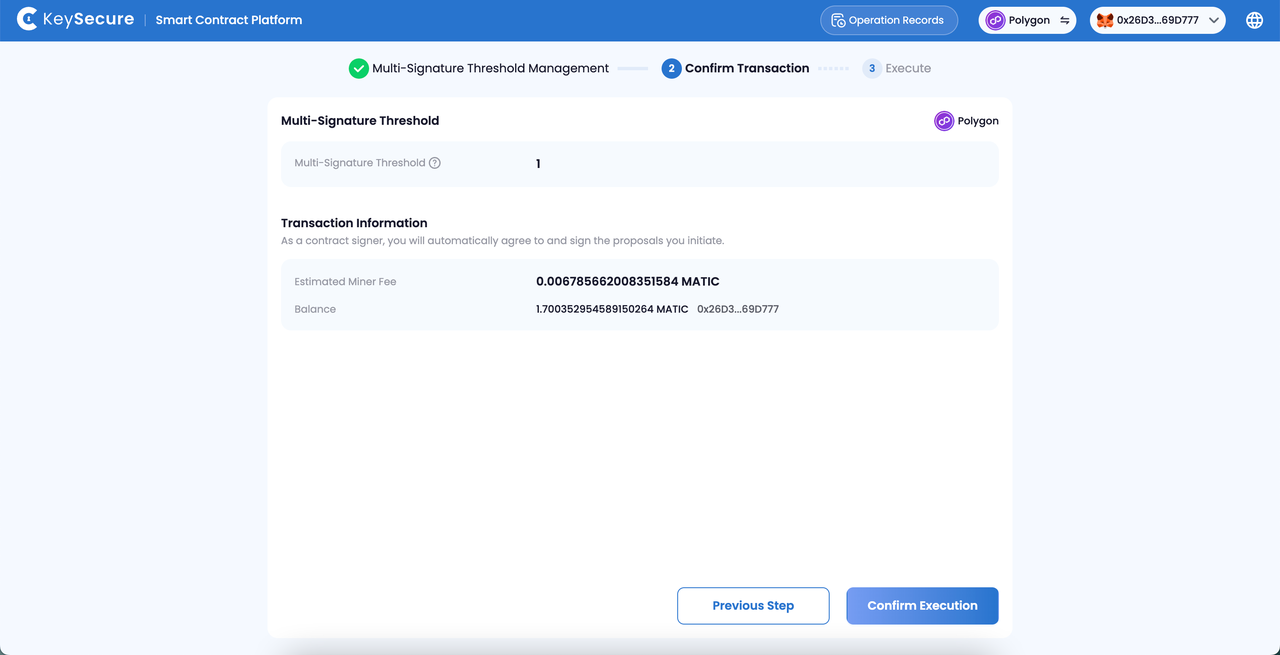 KeySecure | Smart Contract Platform
Operation Records
Polygon
0x26D3...69D777
Multi-Signature Threshold Management
2 Confirm Transaction
3 Execute
Multi-Signature Threshold
Polygon
Multi-Signature Threshold ? 1
Transaction Information
As a contract signer, you will automatically agree to and sign the proposals you initiate.
Estimated Miner Fee 0.006785662008351584 MATIC
Balance 1.700352954589150264 MATIC 0x26D3...69D777
Previous Step
Confirm Execution